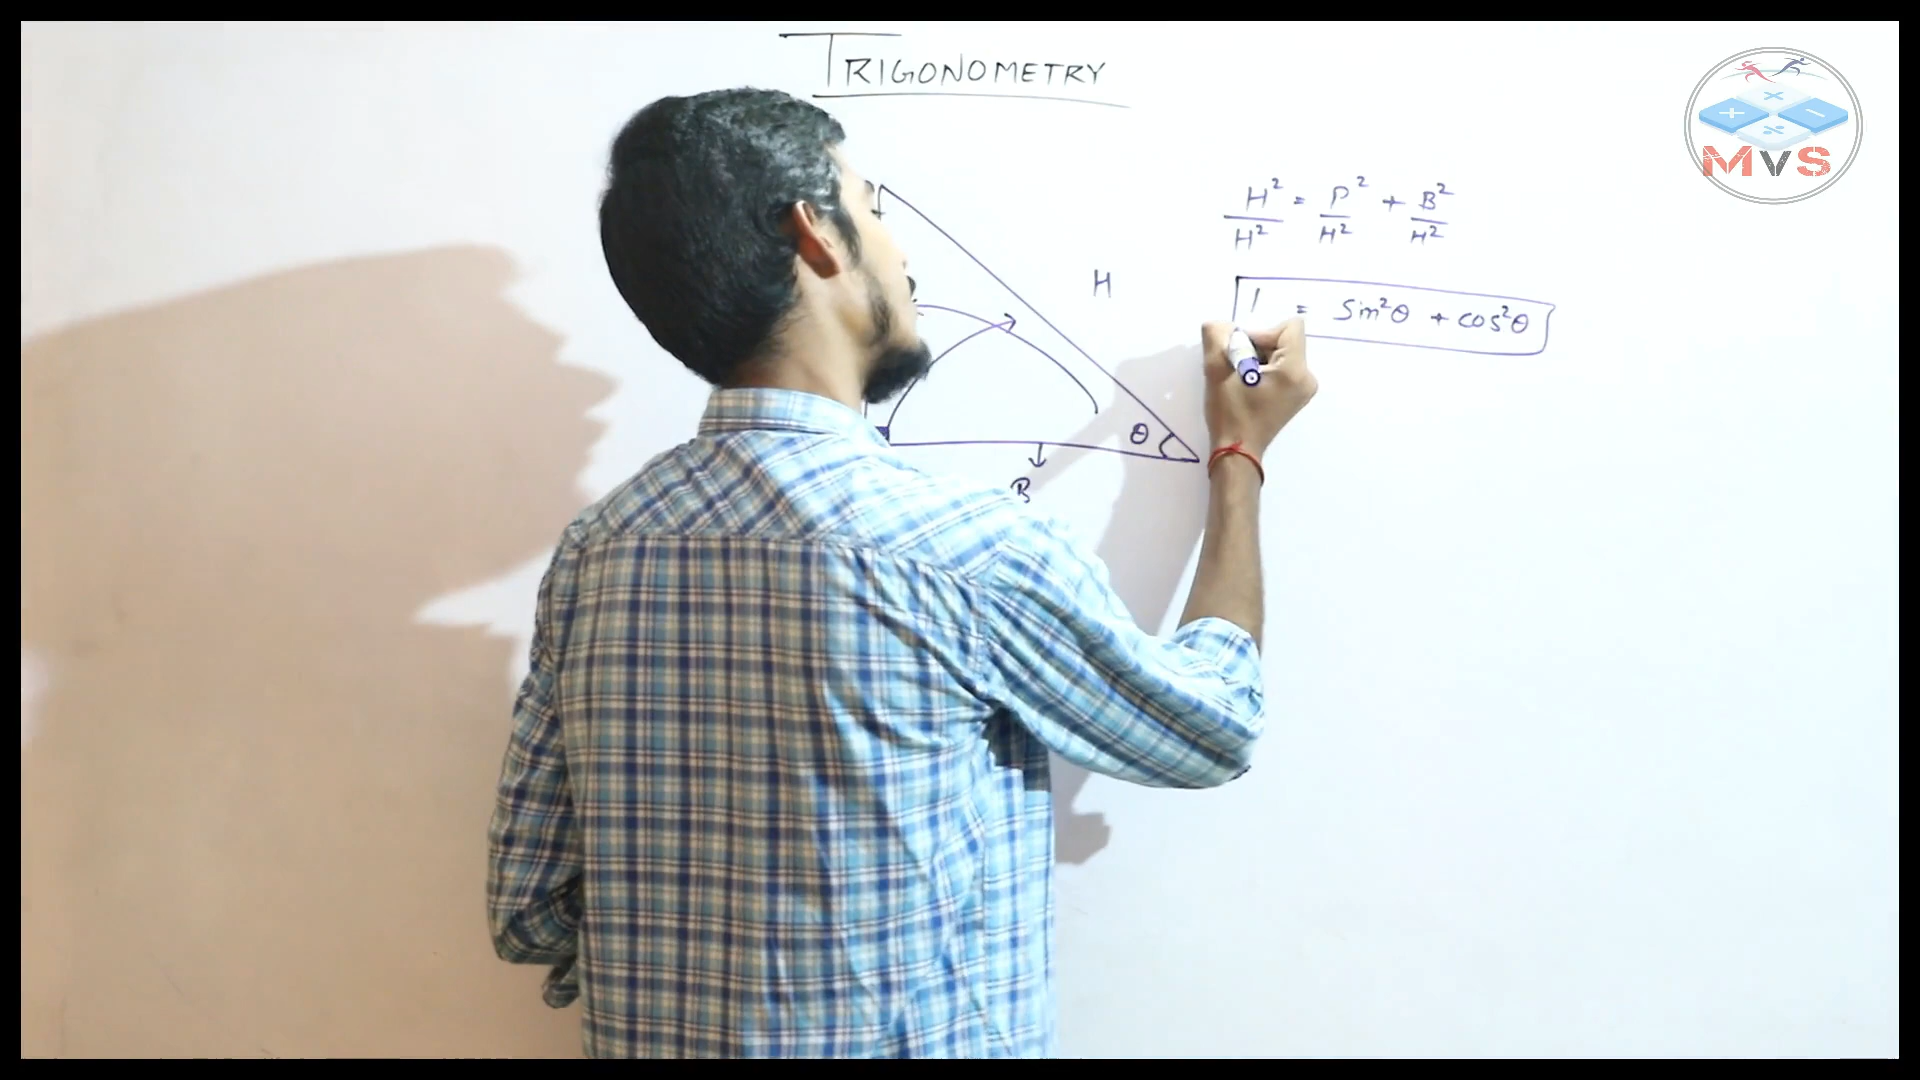 TRIGONOMETRY
MVS
H²/H² = P²/H² + B²/H²
H
1 = Sin²θ + cos²θ
θ
B